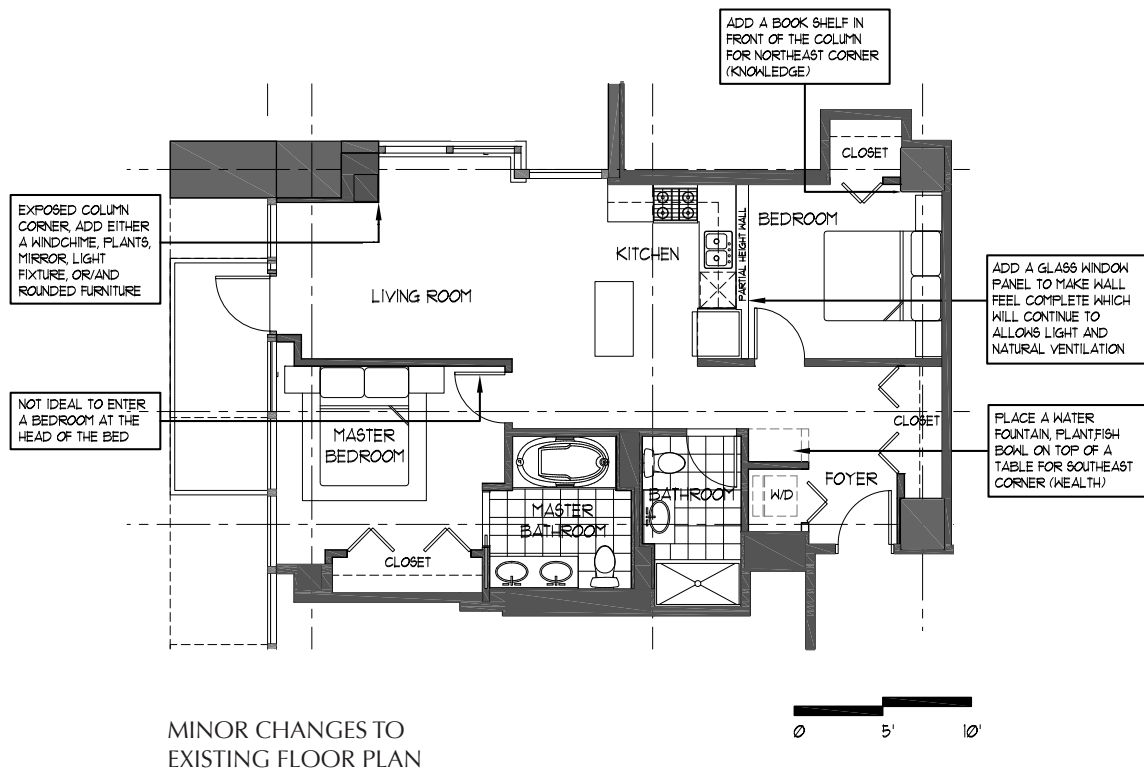 ADD A BOOK SHELF IN
FRONT OF THE COLUMN
FOR NORTHEAST CORNER
(KNOWLEDGE)
CLOSET
EXPOSED COLUMN
CORNER, ADD EITHER
A WINDCHIME, PLANTS,
MIRROR, LIGHT
FIXTURE, OR/AND
ROUNDED FURNITURE
BEDROOM
KITCHEN
PARTIAL HEIGHT WALL
LIVING ROOM
ADD A GLASS WINDOW
PANEL TO MAKE WALL
FEEL COMPLETE WHICH
WILL CONTINUE TO
ALLOWS LIGHT AND
NATURAL VENTILATION
NOT IDEAL TO ENTER
A BEDROOM AT THE
HEAD OF THE BED
MASTER
BEDROOM
CLOSET
PLACE A WATER
FOUNTAIN, PLANT,FISH
BOWL ON TOP OF A
TABLE FOR SOUTHEAST
CORNER (WEALTH)
FOYER
W/D
BATHROOM
MASTER
BATHROOM
CLOSET
MINOR CHANGES TO
EXISTING FLOOR PLAN
0 5' 10'